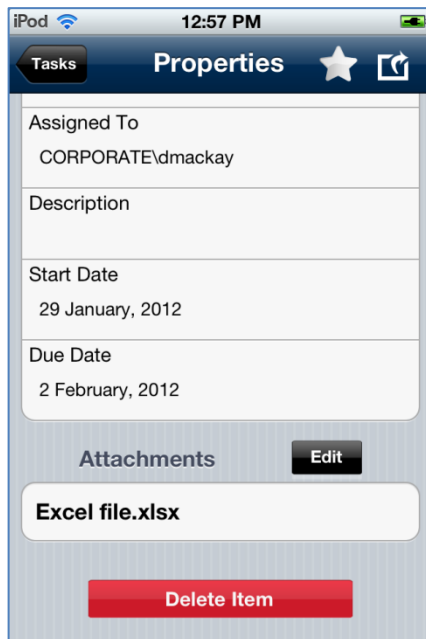 iPod 12:57 PM
Tasks Properties
Assigned To
CORPORATE\dmackay
Description
Start Date
29 January, 2012
Due Date
2 February, 2012
Attachments Edit
Excel file.xlsx
Delete Item